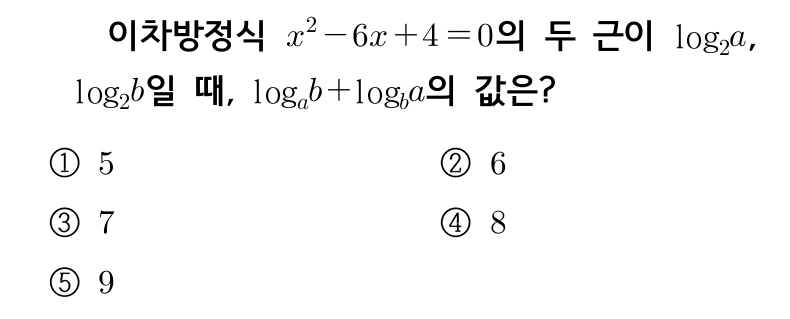 이차방정식 $x^2-6x+4=0$의 두 근이 $\log_2 a$,
$\log_2 b$일 때, $\log_a b+\log_b a$의 값은?
① 5 ② 6
③ 7 ④ 8
⑤ 9